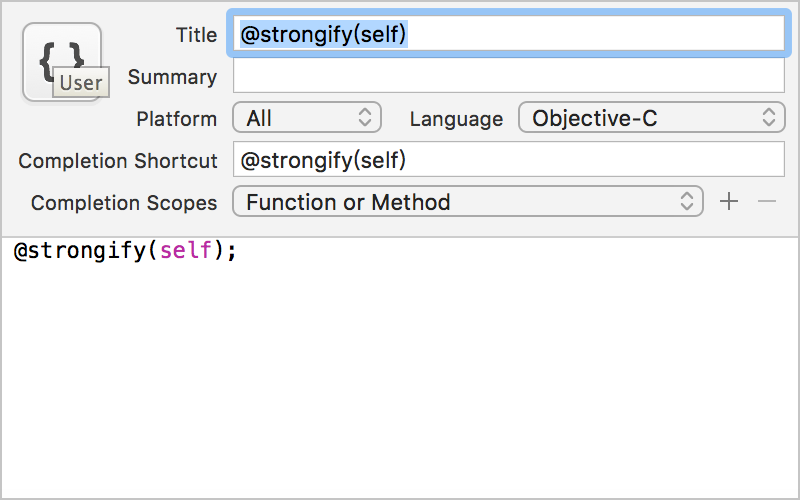 { }
User
Title @strongify(self)
Summary
Platform All Language Objective-C
Completion Shortcut @strongify(self)
Completion Scopes Function or Method + −
@strongify(self);